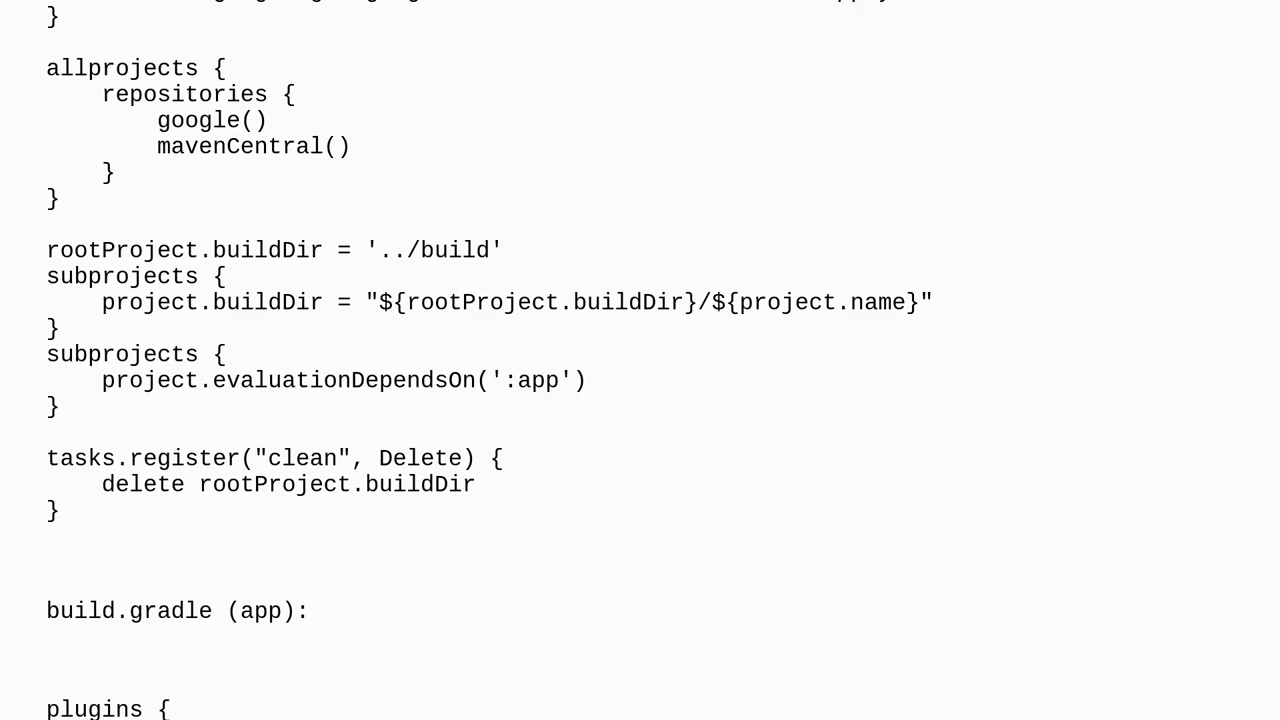 }
allprojects {
    repositories {
        google()
        mavenCentral()
    }
}
rootProject.buildDir = '../build'
subprojects {
    project.buildDir = "${rootProject.buildDir}/${project.name}"
}
subprojects {
    project.evaluationDependsOn(':app')
}
tasks.register("clean", Delete) {
    delete rootProject.buildDir
}
build.gradle (app):
plugins {